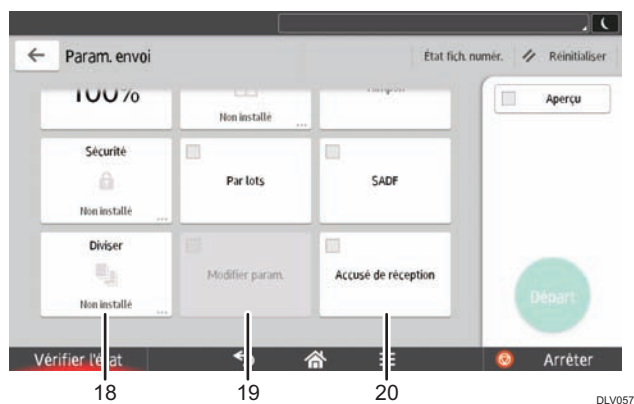 Param. envoi
État fich. numér.
Réinitialiser
100%
Non installé
Tampon
Aperçu
Sécurité
Non installé
Par lots
SADF
Diviser
Non installé
Modifier param.
Accusé de réception
Départ
Vérifier l'état
Arrêter
18
19
20
DLV057